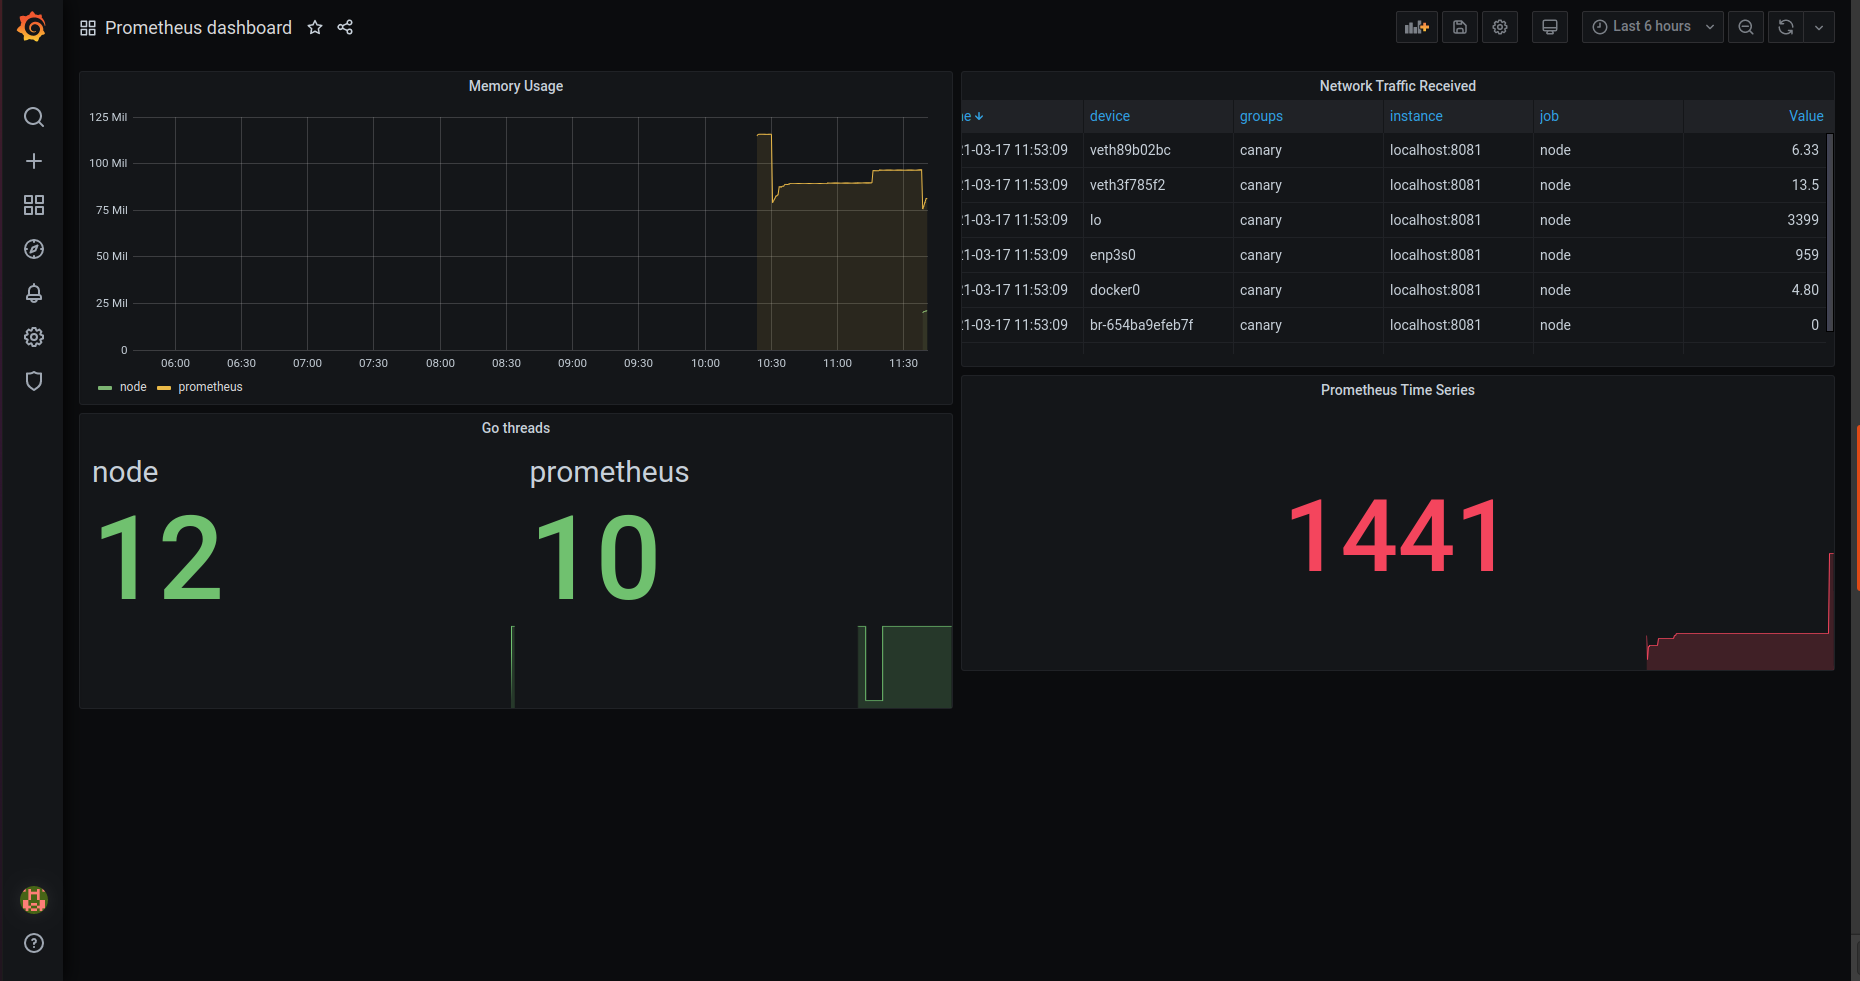 Prometheus dashboard
Last 6 hours
Memory Usage
125 Mil
100 Mil
75 Mil
50 Mil
25 Mil
0
06:00 06:30 07:00 07:30 08:00 08:30 09:00 09:30 10:00 10:30 11:00 11:30
node prometheus
Network Traffic Received
device groups instance job Value
1-03-17 11:53:09 veth89b02bc canary localhost:8081 node 6.33
1-03-17 11:53:09 veth3f785f2 canary localhost:8081 node 13.5
1-03-17 11:53:09 lo canary localhost:8081 node 3399
1-03-17 11:53:09 enp3s0 canary localhost:8081 node 959
1-03-17 11:53:09 docker0 canary localhost:8081 node 4.80
1-03-17 11:53:09 br-654ba9efeb7f canary localhost:8081 node 0
Go threads
node prometheus
12 10
Prometheus Time Series
1441